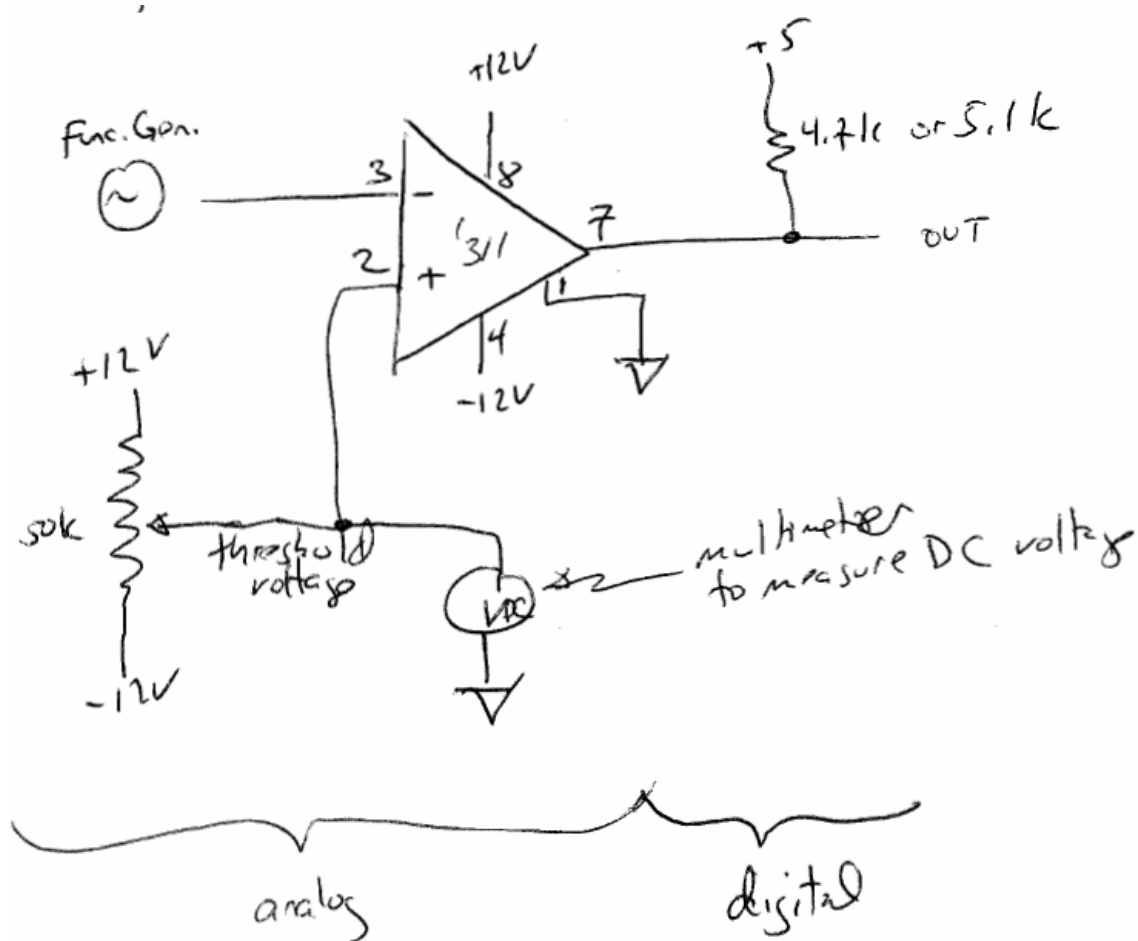 +12V
+5
Func. Gen.
4.7k or 5.1k
~
3
-
8
'311
7
OUT
2
+
1
4
-12V
+12V
50k
threshold
voltage
VDC
multimeter
to measure DC voltage
-12V
analog
digital